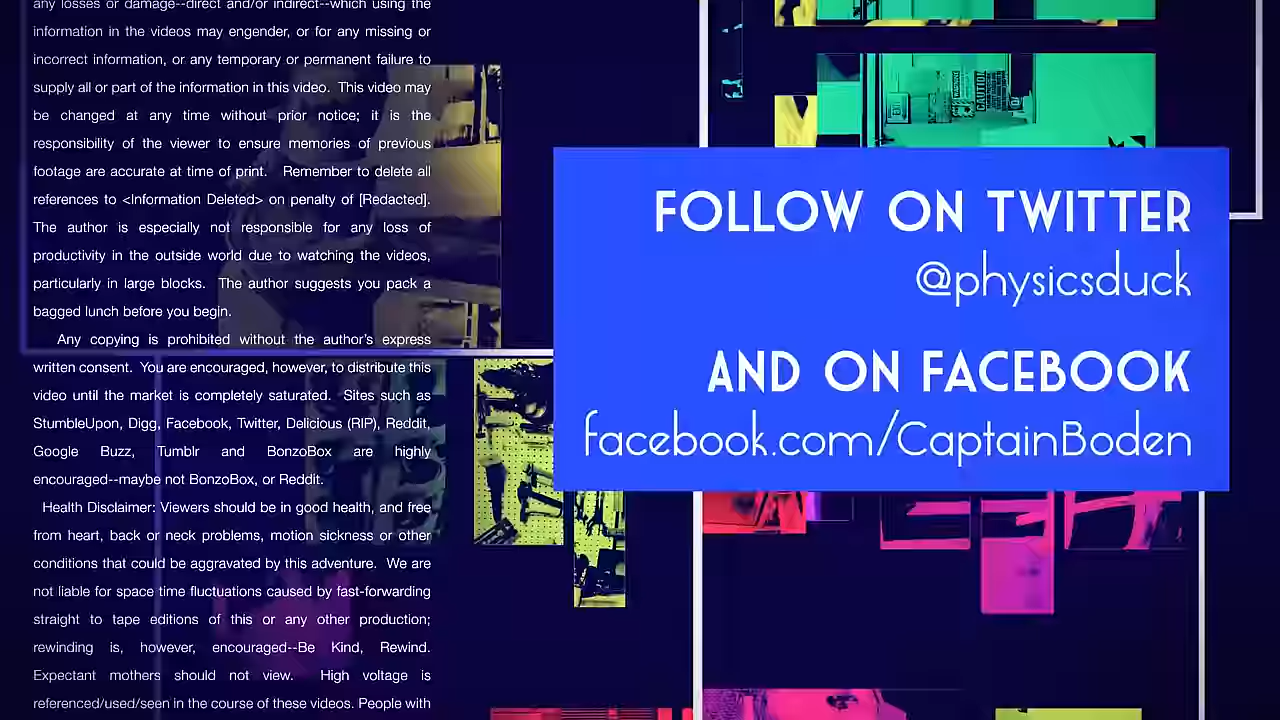 any losses or damage--direct and/or indirect--which using the
information in the videos may engender, or for any missing or
incorrect information, or any temporary or permanent failure to
supply all or part of the information in this video.  This video may
be changed at any time without prior notice; it is the
responsibility of the viewer to ensure memories of previous
footage are accurate at time of print.  Remember to delete all
references to <Information Deleted> on penalty of [Redacted].
The author is especially not responsible for any loss of
productivity in the outside world due to watching the videos,
particularly in large blocks.  The author suggests you pack a
bagged lunch before you begin.
Any copying is prohibited without the author's express
written consent.  You are encouraged, however, to distribute this
video until the market is completely saturated.  Sites such as
StumbleUpon, Digg, Facebook, Twitter, Delicious (RIP), Reddit,
Google Buzz, Tumblr and BonzoBox are highly
encouraged--maybe not BonzoBox, or Reddit.
Health Disclaimer: Viewers should be in good health, and free
from heart, back or neck problems, motion sickness or other
conditions that could be aggravated by this adventure.  We are
not liable for space time fluctuations caused by fast-forwarding
straight to tape editions of this or any other production;
rewinding is, however, encouraged--Be Kind, Rewind.
Expectant mothers should not view.  High voltage is
referenced/used/seen in the course of these videos. People with
CAUTION
FOLLOW ON TWITTER
@physicsduck
AND ON FACEBOOK
facebook.com/CaptainBoden